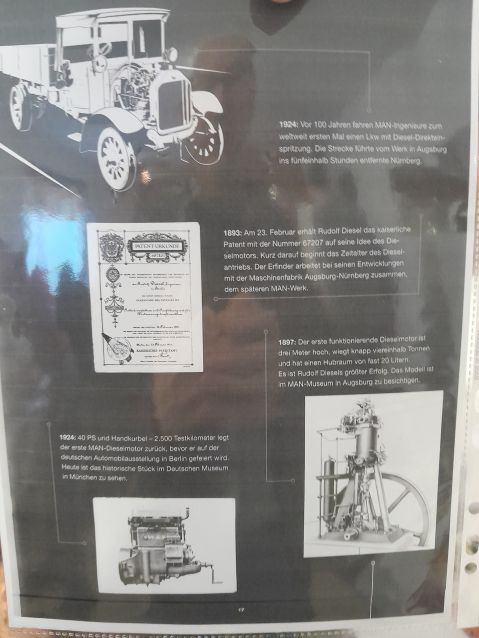 1924: Vor 100 Jahren fahren MAN-Ingenieure zum
weltweit ersten Mal einen Lkw mit Diesel-Direktein-
spritzung. Die Strecke führte vom Werk in Augsburg
ins fünfeinhalb Stunden entfernte Nürnberg.
PATENT-URKUNDE
1893: Am 23. Februar erhält Rudolf Diesel das kaiserliche
Patent mit der Nummer 67207 auf seine Idee des Die-
selmotors. Kurz darauf beginnt das Zeitalter des Diesel-
antriebs. Der Erfinder arbeitet bei seinen Entwicklungen
mit der Maschinenfabrik Augsburg-Nürnberg zusammen,
dem späteren MAN-Werk.
1897: Der erste funktionierende Dieselmotor ist
drei Meter hoch, wiegt knapp viereinhalb Tonnen
und hat einen Hubraum von fast 20 Litern.
Es ist Rudolf Diesels größter Erfolg. Das Modell ist
im MAN-Museum in Augsburg zu besichtigen.
1924: 40 PS und Handkurbel – 2.500 Testkilometer legt
der erste MAN-Dieselmotor zurück, bevor er auf der
deutschen Automobilausstellung in Berlin gefeiert wird.
Heute ist das historische Stück im Deutschen Museum
in München zu sehen.